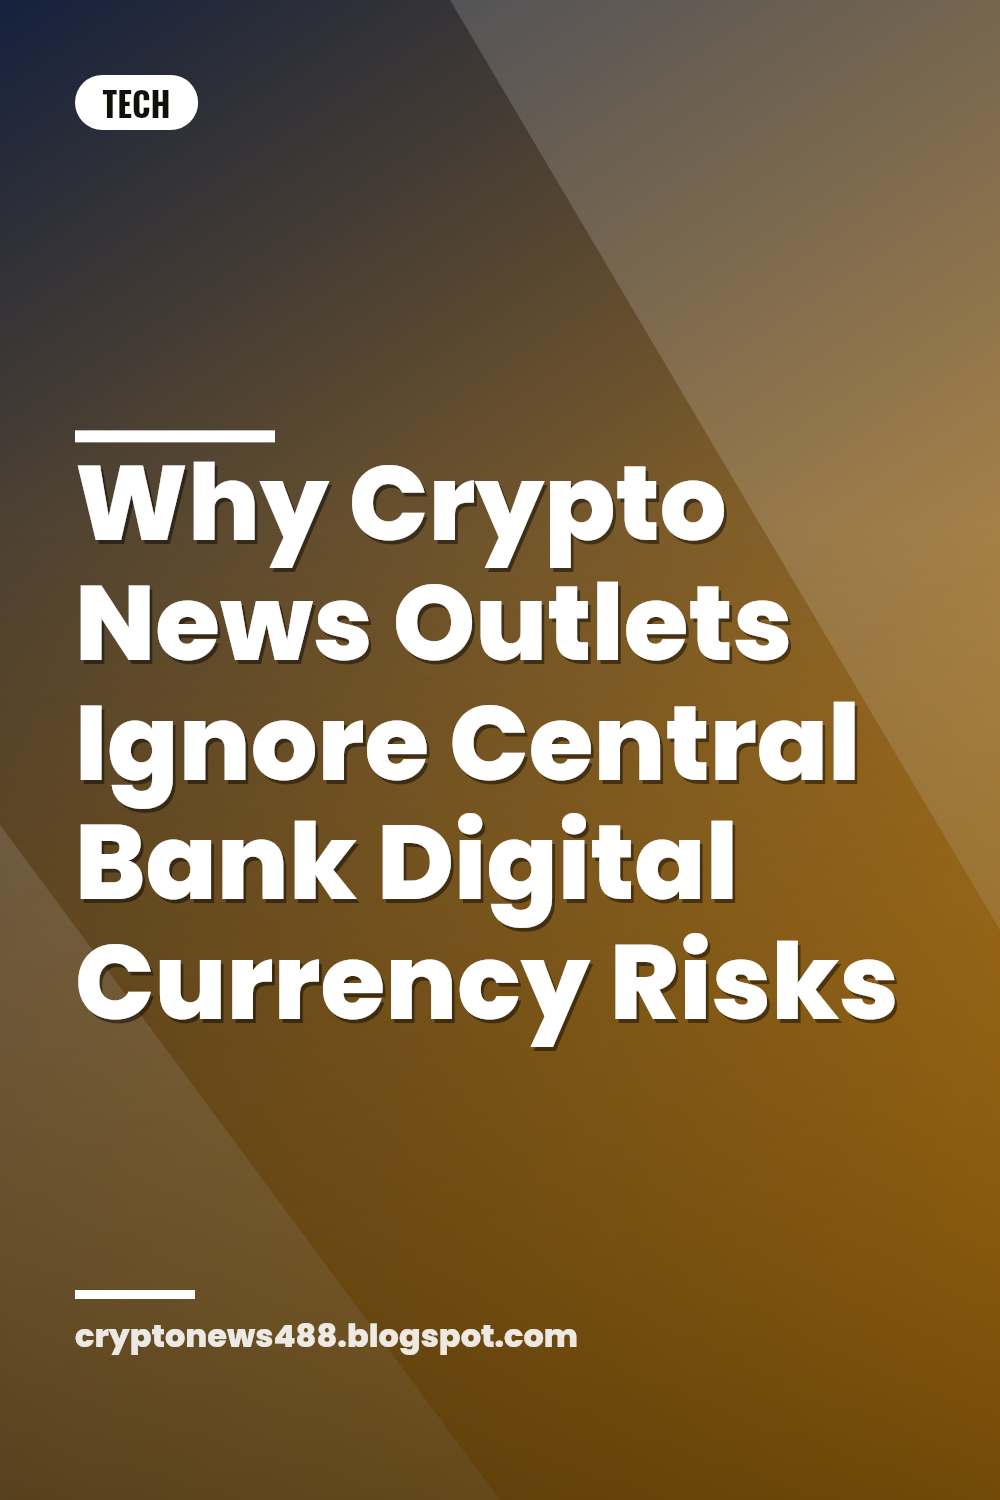 TECH
Why Crypto
News Outlets
Ignore Central
Bank Digital
Currency Risks
cryptonews488.blogspot.com